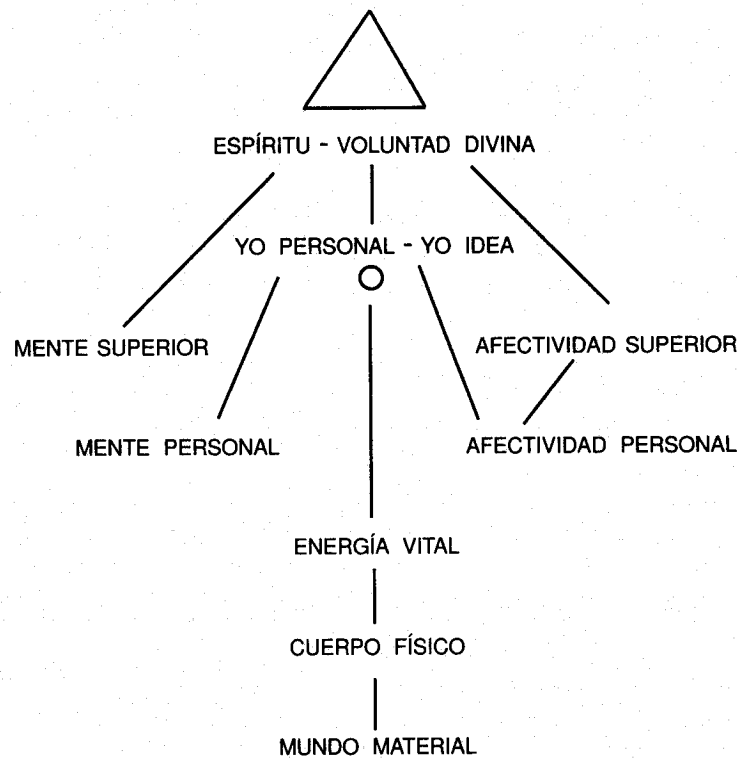 ESPÍRITU - VOLUNTAD DIVINA
YO PERSONAL - YO IDEA
MENTE SUPERIOR
AFECTIVIDAD SUPERIOR
MENTE PERSONAL
AFECTIVIDAD PERSONAL
ENERGÍA VITAL
CUERPO FÍSICO
MUNDO MATERIAL